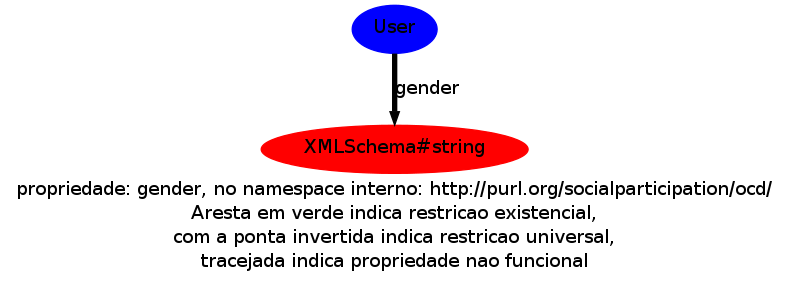 User
gender
XMLSchema#string
propriedade: gender, no namespace interno: http://purl.org/socialparticipation/ocd/
Aresta em verde indica restricao existencial,
com a ponta invertida indica restricao universal,
tracejada indica propriedade nao funcional